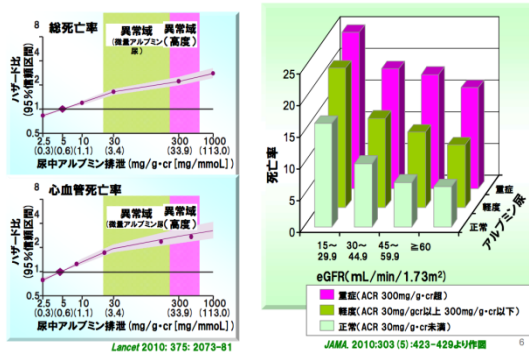 総死亡率
異常域
(微量アルブミン尿)
異常域
(高度)
ハザード比
(95%信頼区間)
8
4
2
1
0.5
2.5 5 10 30 300 1000
(0.3) (0.6) (1.1) (3.4) (33.9) (113.0)
尿中アルブミン排泄(mg/g・cr[mg/mmoL])
心血管死亡率
異常域
(微量アルブミン尿)
異常域
(高度)
ハザード比
(95%信頼区間)
8
4
2
1
0.5
2.5 5 10 30 300 1000
(0.3) (0.6) (1.1) (3.4) (33.9) (113.0)
尿中アルブミン排泄(mg/g・cr[mg/mmoL])
Lancet 2010: 375: 2073-81
死亡率
25
20
15
10
5
0
15～29.9
30～44.9
45～59.9
≧60
重症
軽度
正常
アルブミン尿
eGFR(mL/min/1.73m²)
重症(ACR 300mg/g・cr超)
軽度(ACR 30mg/gcr以上 300mg/g・cr以下)
正常(ACR 30mg/g・cr未満)
JAMA. 2010:303 (5) :423-429より作図
6